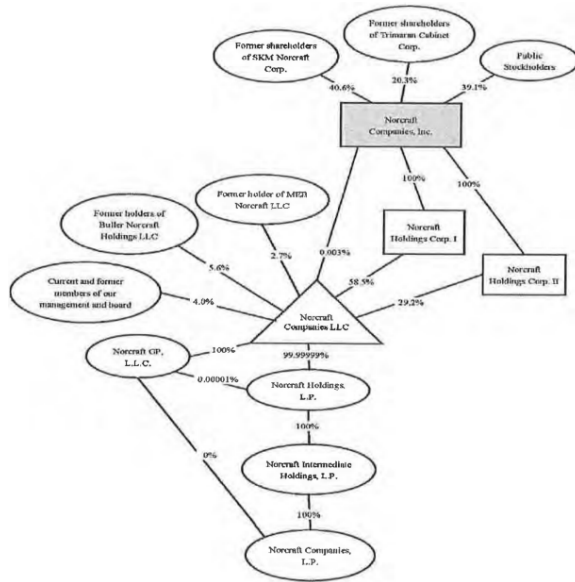 Former shareholders
of Trimaran Cabinet
Corp.
Former shareholders
of SKM Norcraft
Corp.
Public
Stockholders
40.6%
20.3%
39.1%
Norcraft
Companies, Inc.
100%
100%
Former holder of MEB
Norcraft LLC
Former holders of
Buller Norcraft
Holdings LLC
Norcraft
Holdings Corp. I
Norcraft
Holdings Corp. II
5.6%
2.7%
0.003%
58.5%
29.2%
Current and former
members of our
management and board
4.0%
Norcraft
Companies LLC
Norcraft GP,
L.L.C.
100%
99.99999%
0.00001%
Norcraft Holdings,
L.P.
100%
0%
Norcraft Intermediate
Holdings, L.P.
100%
Norcraft Companies,
L.P.